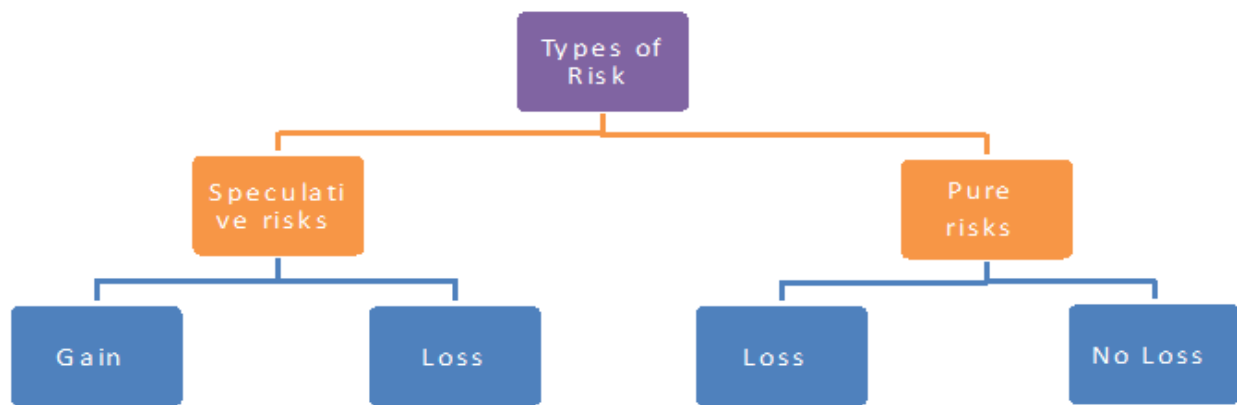 Types of
Risk
Speculati
ve risks
Pure
risks
Gain
Loss
Loss
No Loss